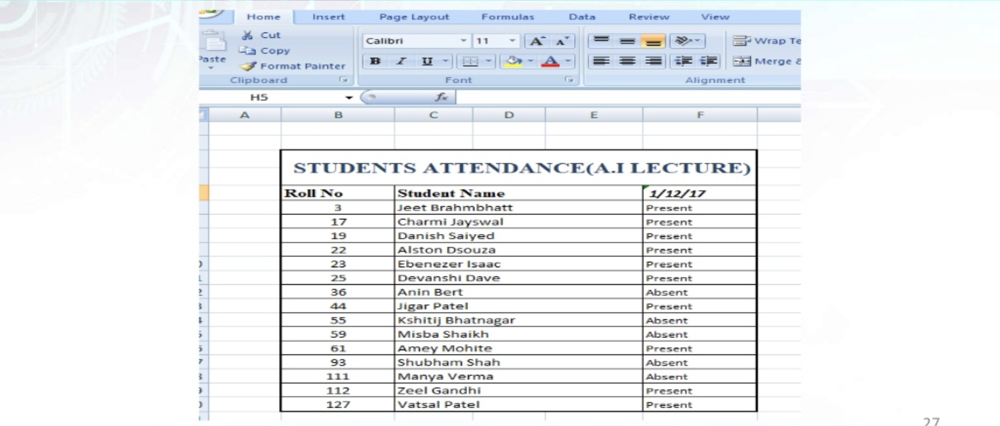 Home Insert Page Layout Formulas Data Review View
Cut
Copy
Format Painter
Clipboard
Calibri 11 A A
B I U A
Font
Alignment
H5 fx
A B C D E F
STUDENTS ATTENDANCE(A.I LECTURE)
Roll No Student Name 1/12/17
3 Jeet Brahmbhatt Present
17 Charmi Jayswal Present
19 Danish Saiyed Present
22 Alston Dsouza Present
23 Ebenezer Isaac Present
25 Devanshi Dave Present
36 Anin Bert Absent
44 Jigar Patel Present
55 Kshitij Bhatnagar Absent
59 Misba Shaikh Absent
61 Amey Mohite Present
93 Shubham Shah Absent
111 Manya Verma Absent
112 Zeel Gandhi Present
127 Vatsal Patel Present
27